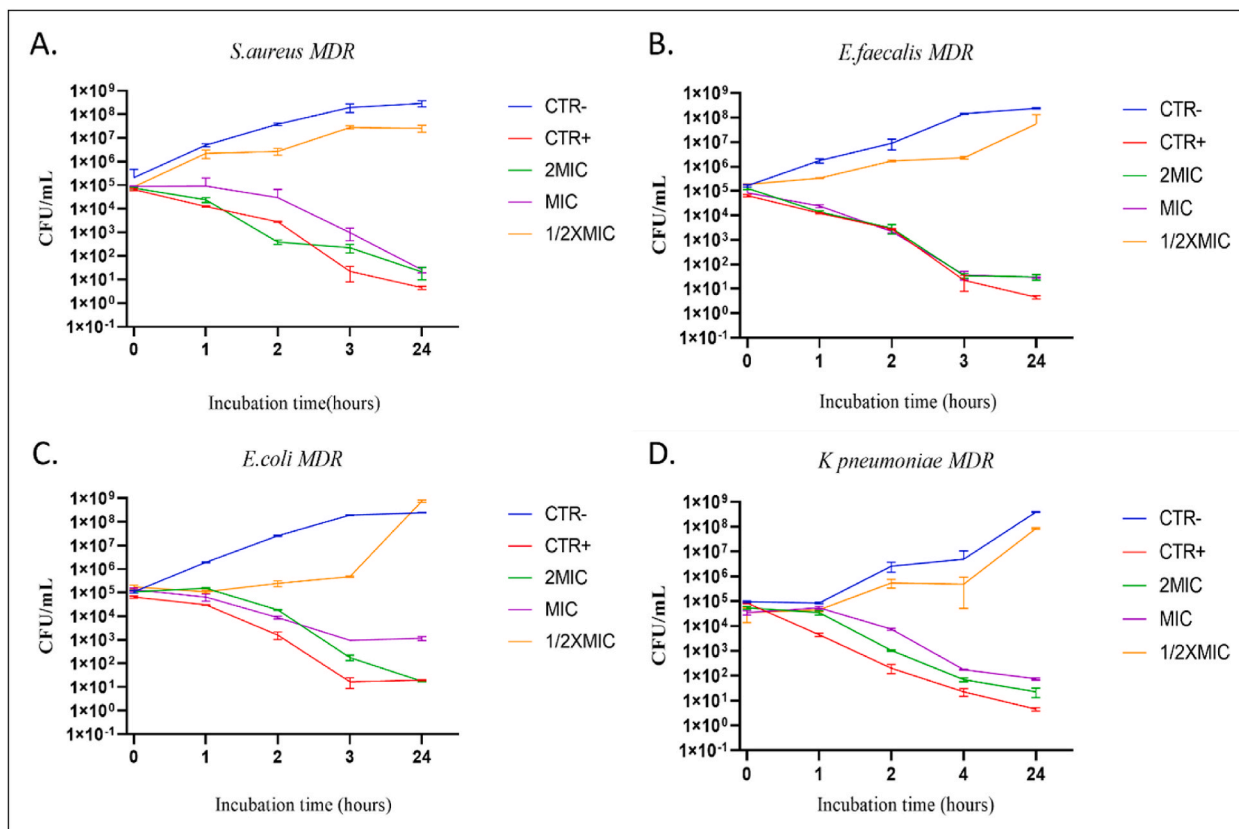 A.
S.aureus MDR
CFU/mL
1×10⁹
1×10⁸
1×10⁷
1×10⁶
1×10⁵
1×10⁴
1×10³
1×10²
1×10¹
1×10⁰
1×10⁻¹
0 1 2 3 24
Incubation time(hours)
CTR-
CTR+
2MIC
MIC
1/2XMIC
B.
E.faecalis MDR
CFU/mL
1×10⁹
1×10⁸
1×10⁷
1×10⁶
1×10⁵
1×10⁴
1×10³
1×10²
1×10¹
1×10⁰
1×10⁻¹
0 1 2 3 24
Incubation time (hours)
CTR-
CTR+
2MIC
MIC
1/2XMIC
C.
E.coli MDR
CFU/mL
1×10⁹
1×10⁸
1×10⁷
1×10⁶
1×10⁵
1×10⁴
1×10³
1×10²
1×10¹
1×10⁰
1×10⁻¹
0 1 2 3 24
Incubation time (hours)
CTR-
CTR+
2MIC
MIC
1/2XMIC
D.
K pneumoniae MDR
CFU/mL
1×10⁹
1×10⁸
1×10⁷
1×10⁶
1×10⁵
1×10⁴
1×10³
1×10²
1×10¹
1×10⁰
1×10⁻¹
0 1 2 4 24
Incubation time (hours)
CTR-
CTR+
2MIC
MIC
1/2XMIC